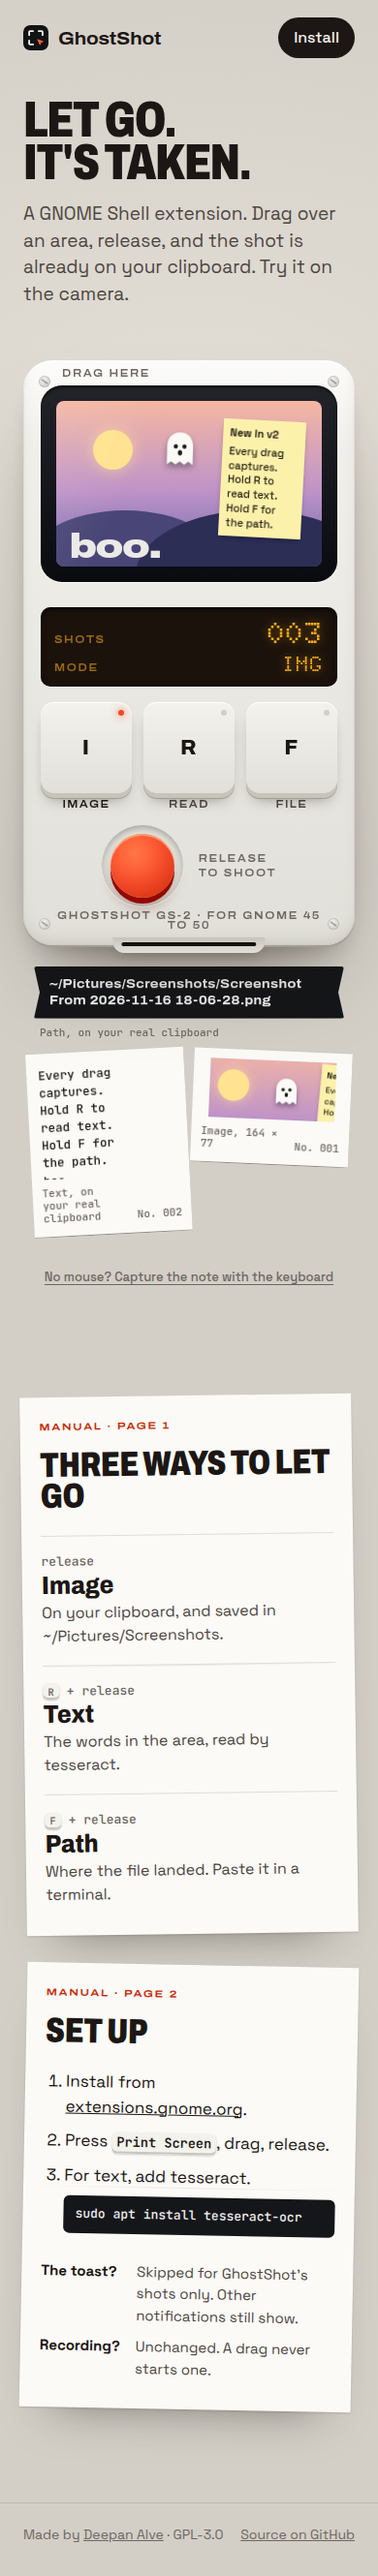 GhostShot
Install
LET GO.
IT'S TAKEN.
A GNOME Shell extension. Drag over
an area, release, and the shot is
already on your clipboard. Try it on
the camera.
DRAG HERE
New in v2
Every drag
captures.
Hold R to
read text.
Hold F for
the path.
boo.
SHOTS 003
MODE IMG
I R F
IMAGE READ FILE
RELEASE
TO SHOOT
GHOSTSHOT GS-2 · FOR GNOME 45
TO 50
~/Pictures/Screenshots/Screenshot
From 2026-11-16 18-06-28.png
Path, on your real clipboard
Every drag
captures.
Hold R to
read text.
Hold F for
the path.
Text, on
your real
clipboard
No. 002
Image, 164 ×
77
No. 001
No mouse? Capture the note with the keyboard
MANUAL · PAGE 1
THREE WAYS TO LET
GO
release
Image
On your clipboard, and saved in
~/Pictures/Screenshots.
R + release
Text
The words in the area, read by
tesseract.
F + release
Path
Where the file landed. Paste it in a
terminal.
MANUAL · PAGE 2
SET UP
1. Install from
extensions.gnome.org.
2. Press Print Screen, drag, release.
3. For text, add tesseract.
sudo apt install tesseract-ocr
The toast? Skipped for GhostShot's
shots only. Other
notifications still show.
Recording? Unchanged. A drag never
starts one.
Made by Deepan Alve · GPL-3.0 Source on GitHub